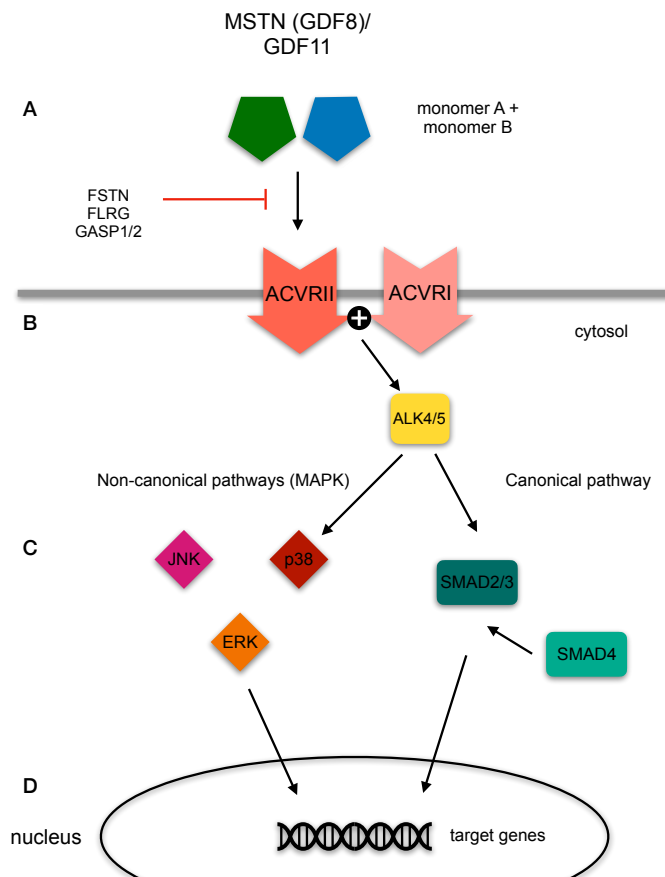 MSTN (GDF8)/
GDF11
A
monomer A +
monomer B
FSTN
FLRG
GASP1/2
ACVRII
ACVRI
B
cytosol
ALK4/5
Non-canonical pathways (MAPK)
Canonical pathway
C
JNK
p38
SMAD2/3
ERK
SMAD4
D
nucleus
target genes